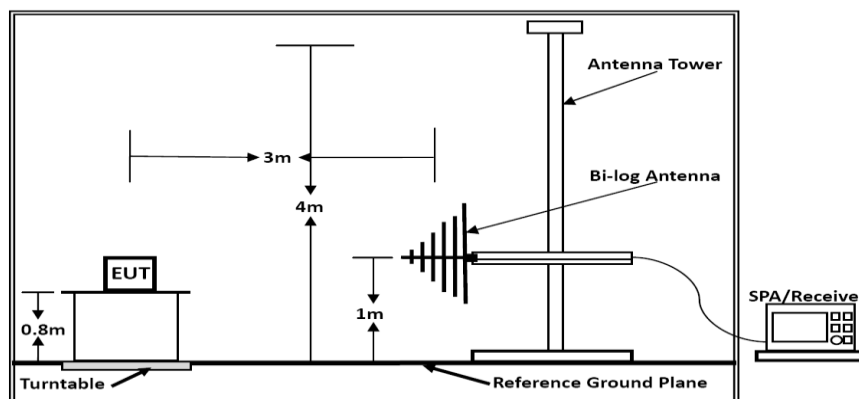 Antenna Tower
3m
Bi-log Antenna
4m
EUT
1m
0.8m
SPA/Receive
Turntable
Reference Ground Plane